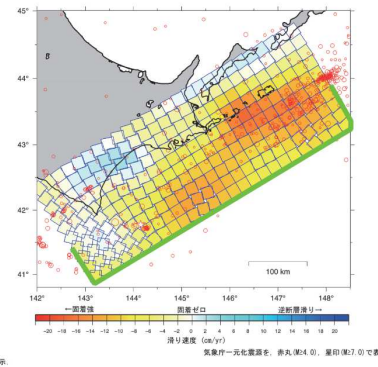 45°
44°
43°
42°
41°
100 km
142° 143° 144° 145° 146° 147° 148°
←固着強 固着ゼロ 逆断層滑り→
-20 -18 -16 -14 -12 -10 -8 -6 -4 -2 0 2 4 6 8 10 12 14 16 18 20
滑り速度 (cm/yr)
気象庁一元化震源を，赤丸(M≥4.0)，星印(M≥7.0)で表
示.